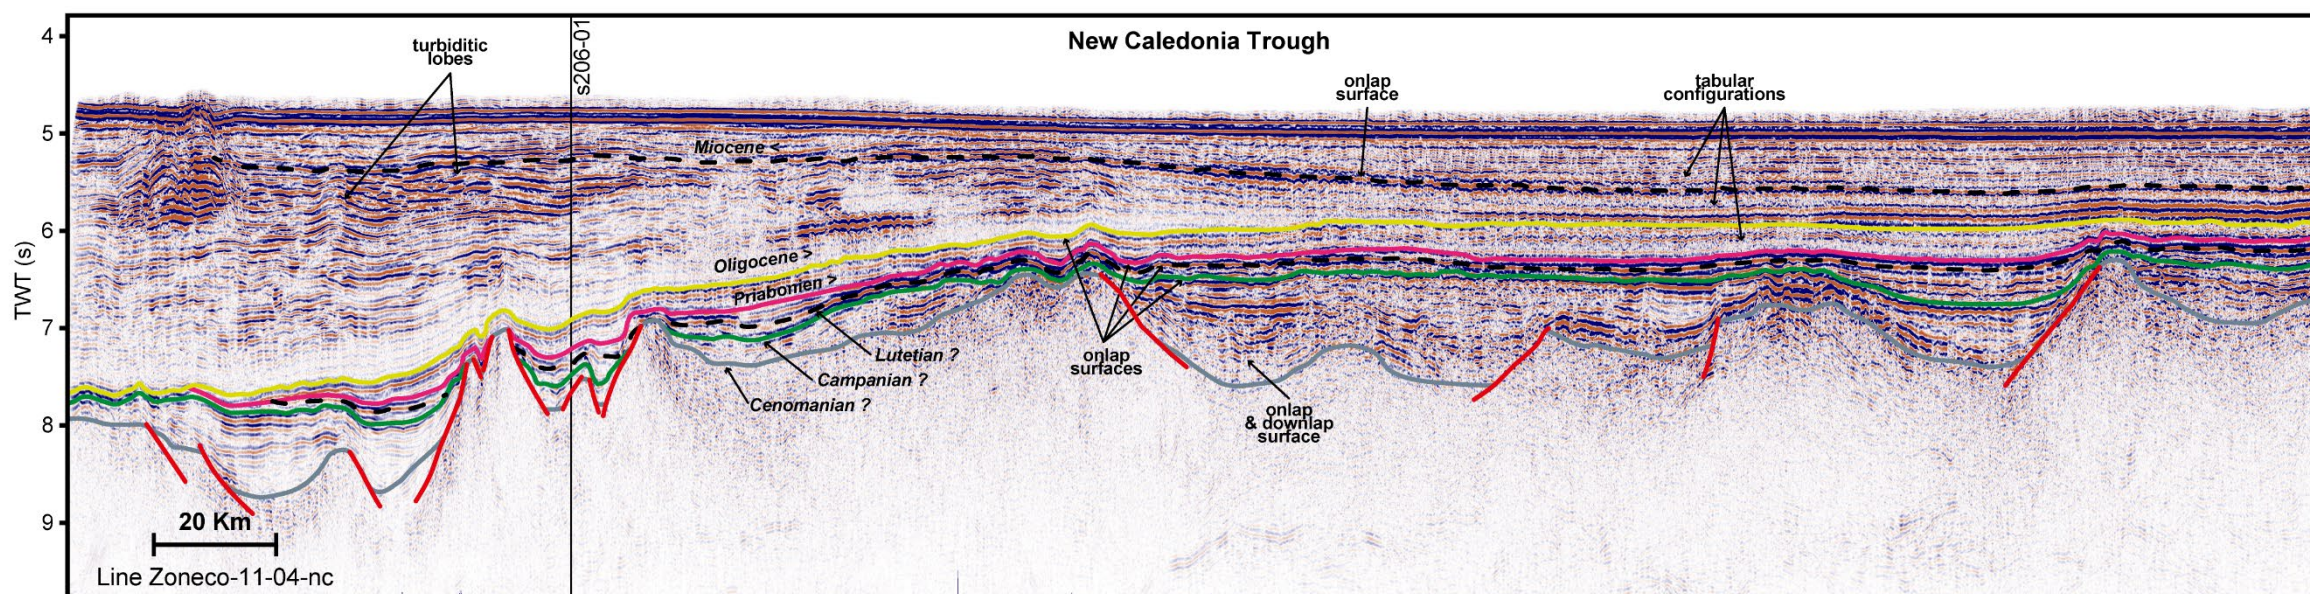 New Caledonia Trough
4
5
6
7
8
9
TWT (s)
turbiditic
lobes
s206-01
onlap
surface
tabular
configurations
Miocene <
Oligocene >
Priabonien ?
Lutetian ?
Campanian ?
Cenomanian ?
onlap
surfaces
onlap
& downlap
surface
20 Km
Line Zoneco-11-04-nc